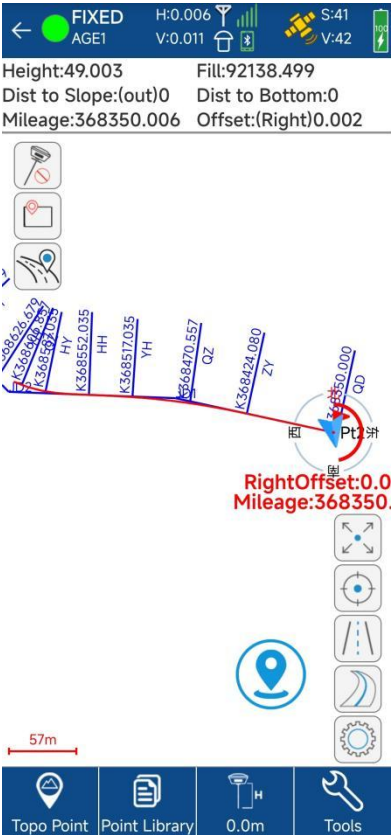 FIXED
AGE1
H:0.006
V:0.011
S:41
V:42
100
Height:49.003
Fill:92138.499
Dist to Slope:(out)0
Dist to Bottom:0
Mileage:368350.006
Offset:(Right)0.002
HY
K368552.035
HH
K368517.035
YH
K368470.557
QZ
K368424.080
ZY
QD
西
Pt2
东
南
RightOffset:0.0
Mileage:368350.
57m
H
Topo Point
Point Library
0.0m
Tools